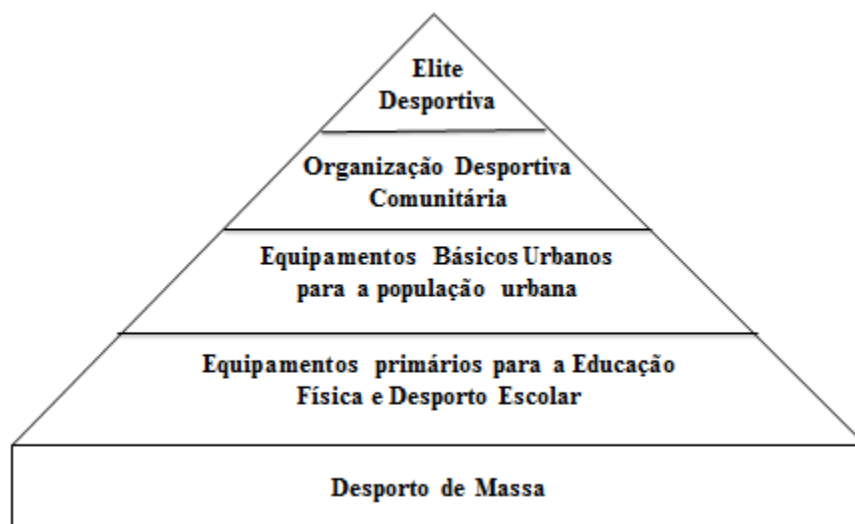 Elite
Desportiva
Organização Desportiva
Comunitária
Equipamentos Básicos Urbanos
para a população urbana
Equipamentos primários para a Educação
Física e Desporto Escolar
Desporto de Massa